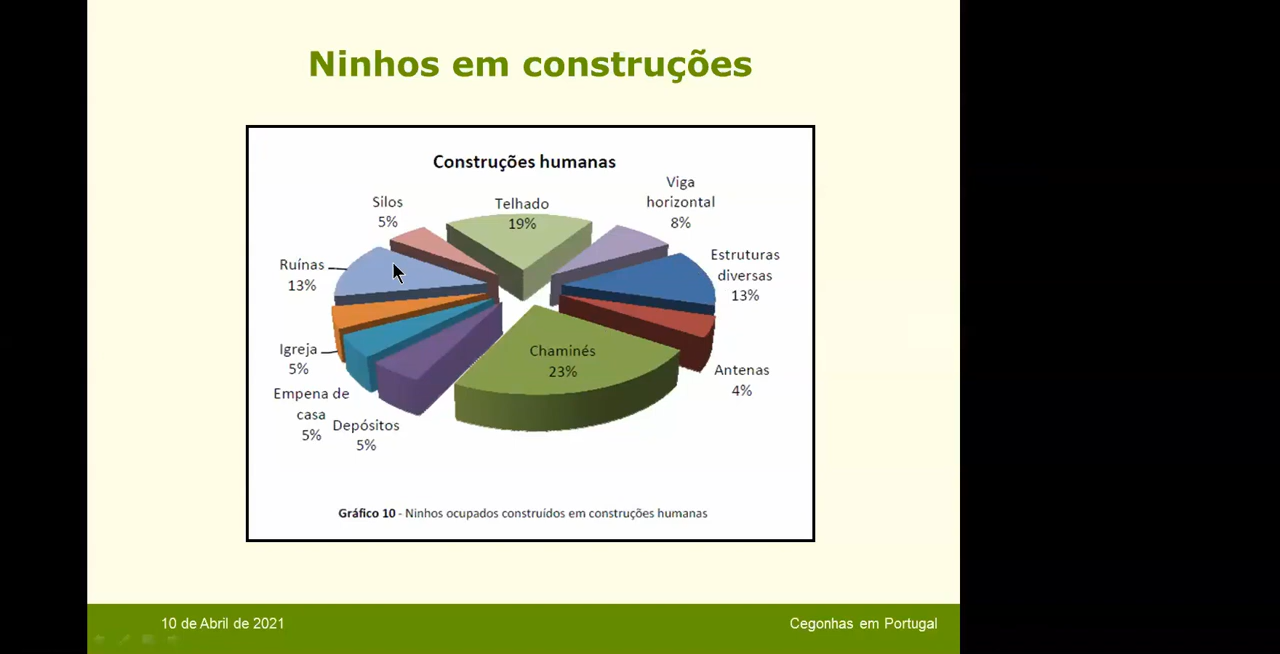 Ninhos em construções
Construções humanas
Silos
5%
Telhado
19%
Viga
horizontal
8%
Ruínas
13%
Estruturas
diversas
13%
Igreja
5%
Chaminés
23%
Antenas
4%
Empena de
casa
5%
Depósitos
5%
Gráfico 10 - Ninhos ocupados construídos em construções humanas
10 de Abril de 2021
Cegonhas em Portugal